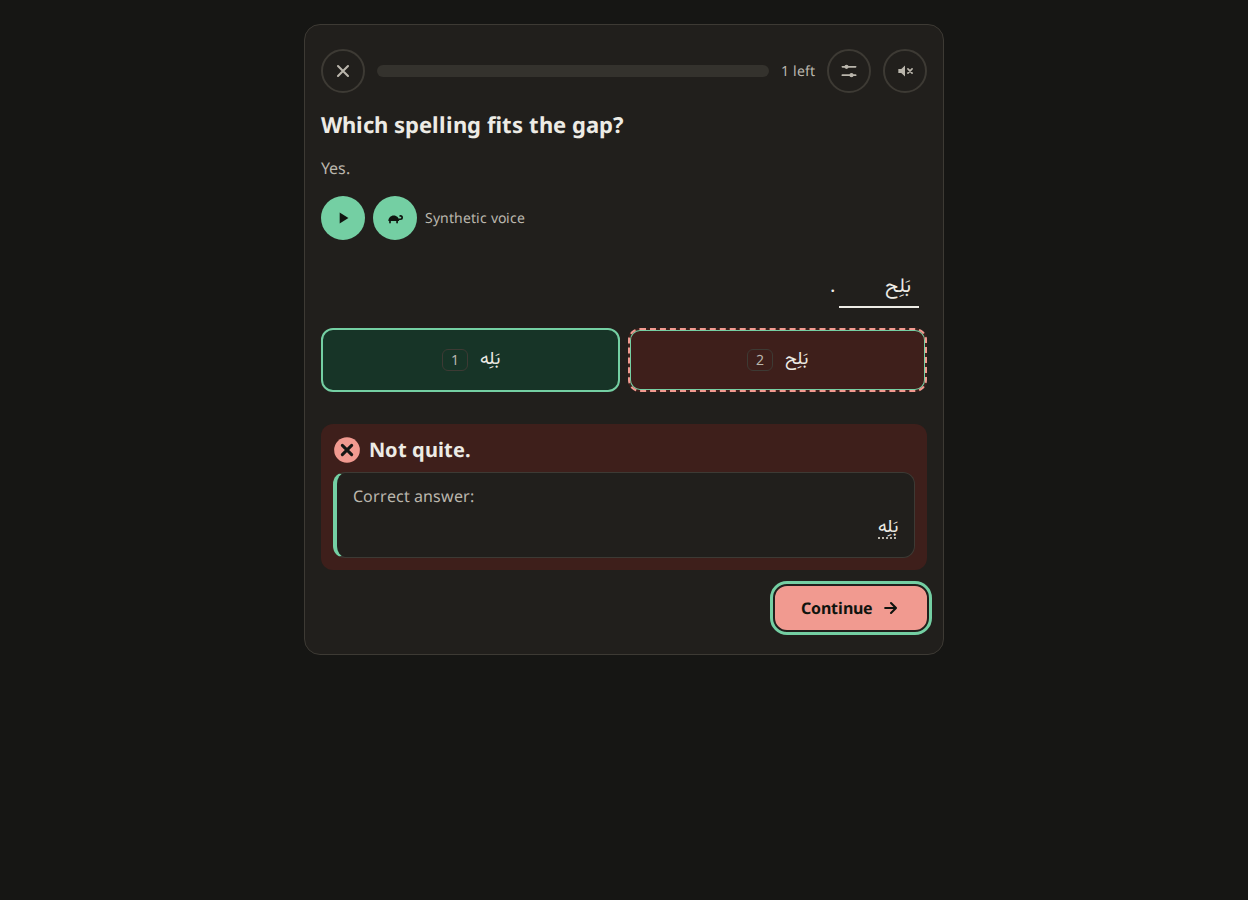 1 left
Which spelling fits the gap?
Yes.
Synthetic voice
بَلِح .
1 بَلِه
2 بَلِح
Not quite.
Correct answer:
بَلِه
Continue